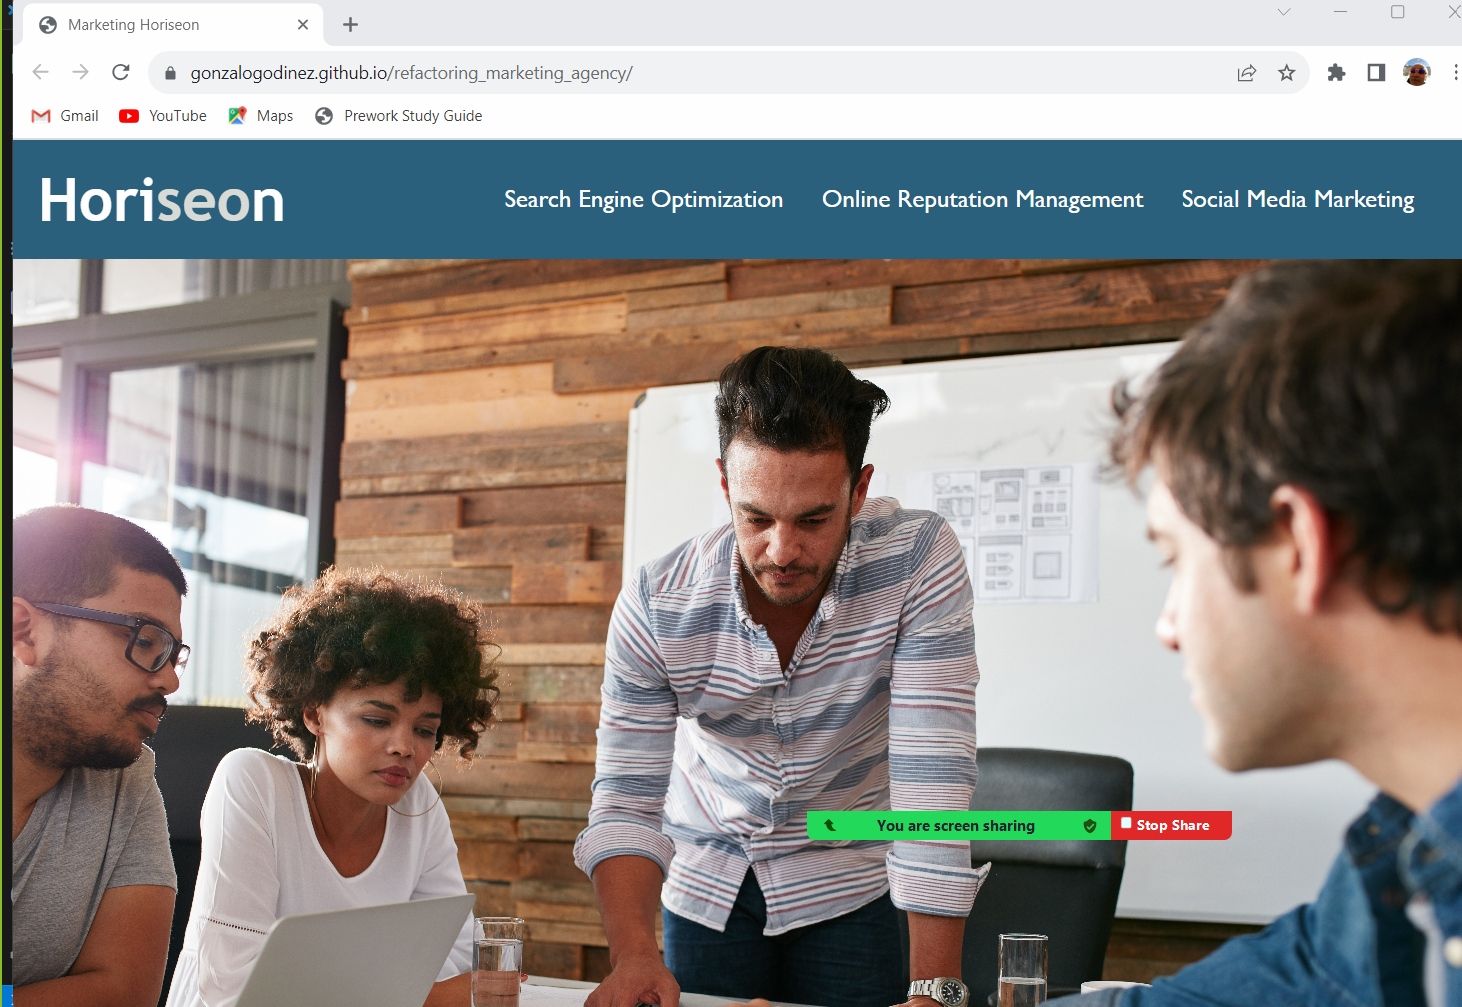 Marketing Horiseon
gonzalogodinez.github.io/refactoring_marketing_agency/
Gmail YouTube Maps Prework Study Guide
Horiseon Search Engine Optimization Online Reputation Management Social Media Marketing
You are screen sharing Stop Share